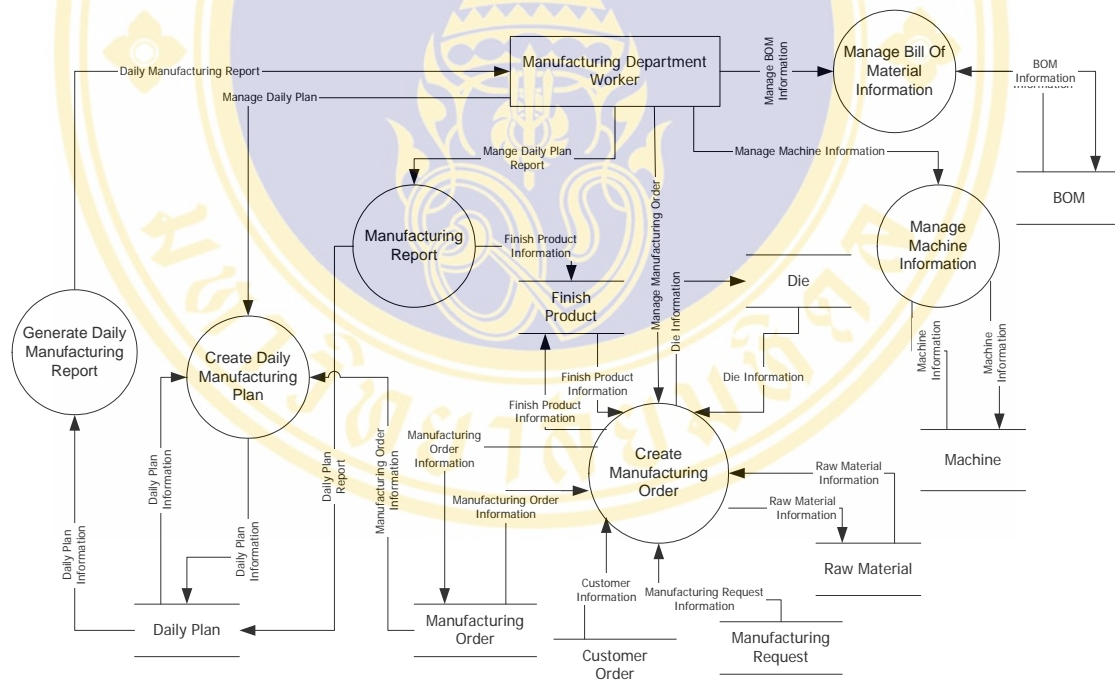 Manufacturing Department
Worker
Manage Bill Of
Material
Information
Manage BOM
Information
BOM
Information
BOM
Daily Manufacturing Report
Manage Daily Plan
Mange Daily Plan
Report
Manage Manufacturing Order
Manage Machine Information
Manage
Machine
Information
Manufacturing
Report
Finish Product
Information
Finish
Product
Die
Die Information
Die Information
Generate Daily
Manufacturing
Report
Create Daily
Manufacturing
Plan
Finish Product
Information
Finish Product
Information
Machine
Information
Machine
Information
Machine
Manufacturing
Order
Information
Manufacturing Order
Information
Manufacturing Order
Information
Create
Manufacturing
Order
Raw Material
Information
Raw Material
Information
Raw Material
Daily Plan
Information
Daily Plan
Information
Daily Plan
Information
Daily Plan
Report
Daily Plan
Manufacturing
Order
Customer
Information
Customer
Order
Manufacturing Request
Information
Manufacturing
Request